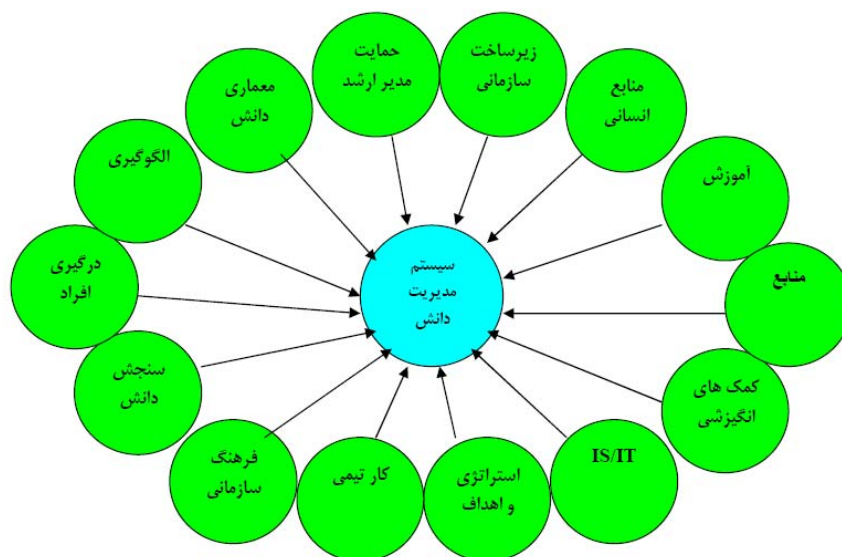 زیرساخت
سازمانی
حمایت
مدیر ارشد
منابع
انسانی
معماری
دانش
آموزش
الگوگیری
منابع
درگیری
افراد
سیستم
مدیریت
دانش
کمک های
انگیزشی
سنجش
دانش
IS/IT
استراتژی
و اهداف
کار تیمی
فرهنگ
سازمانی